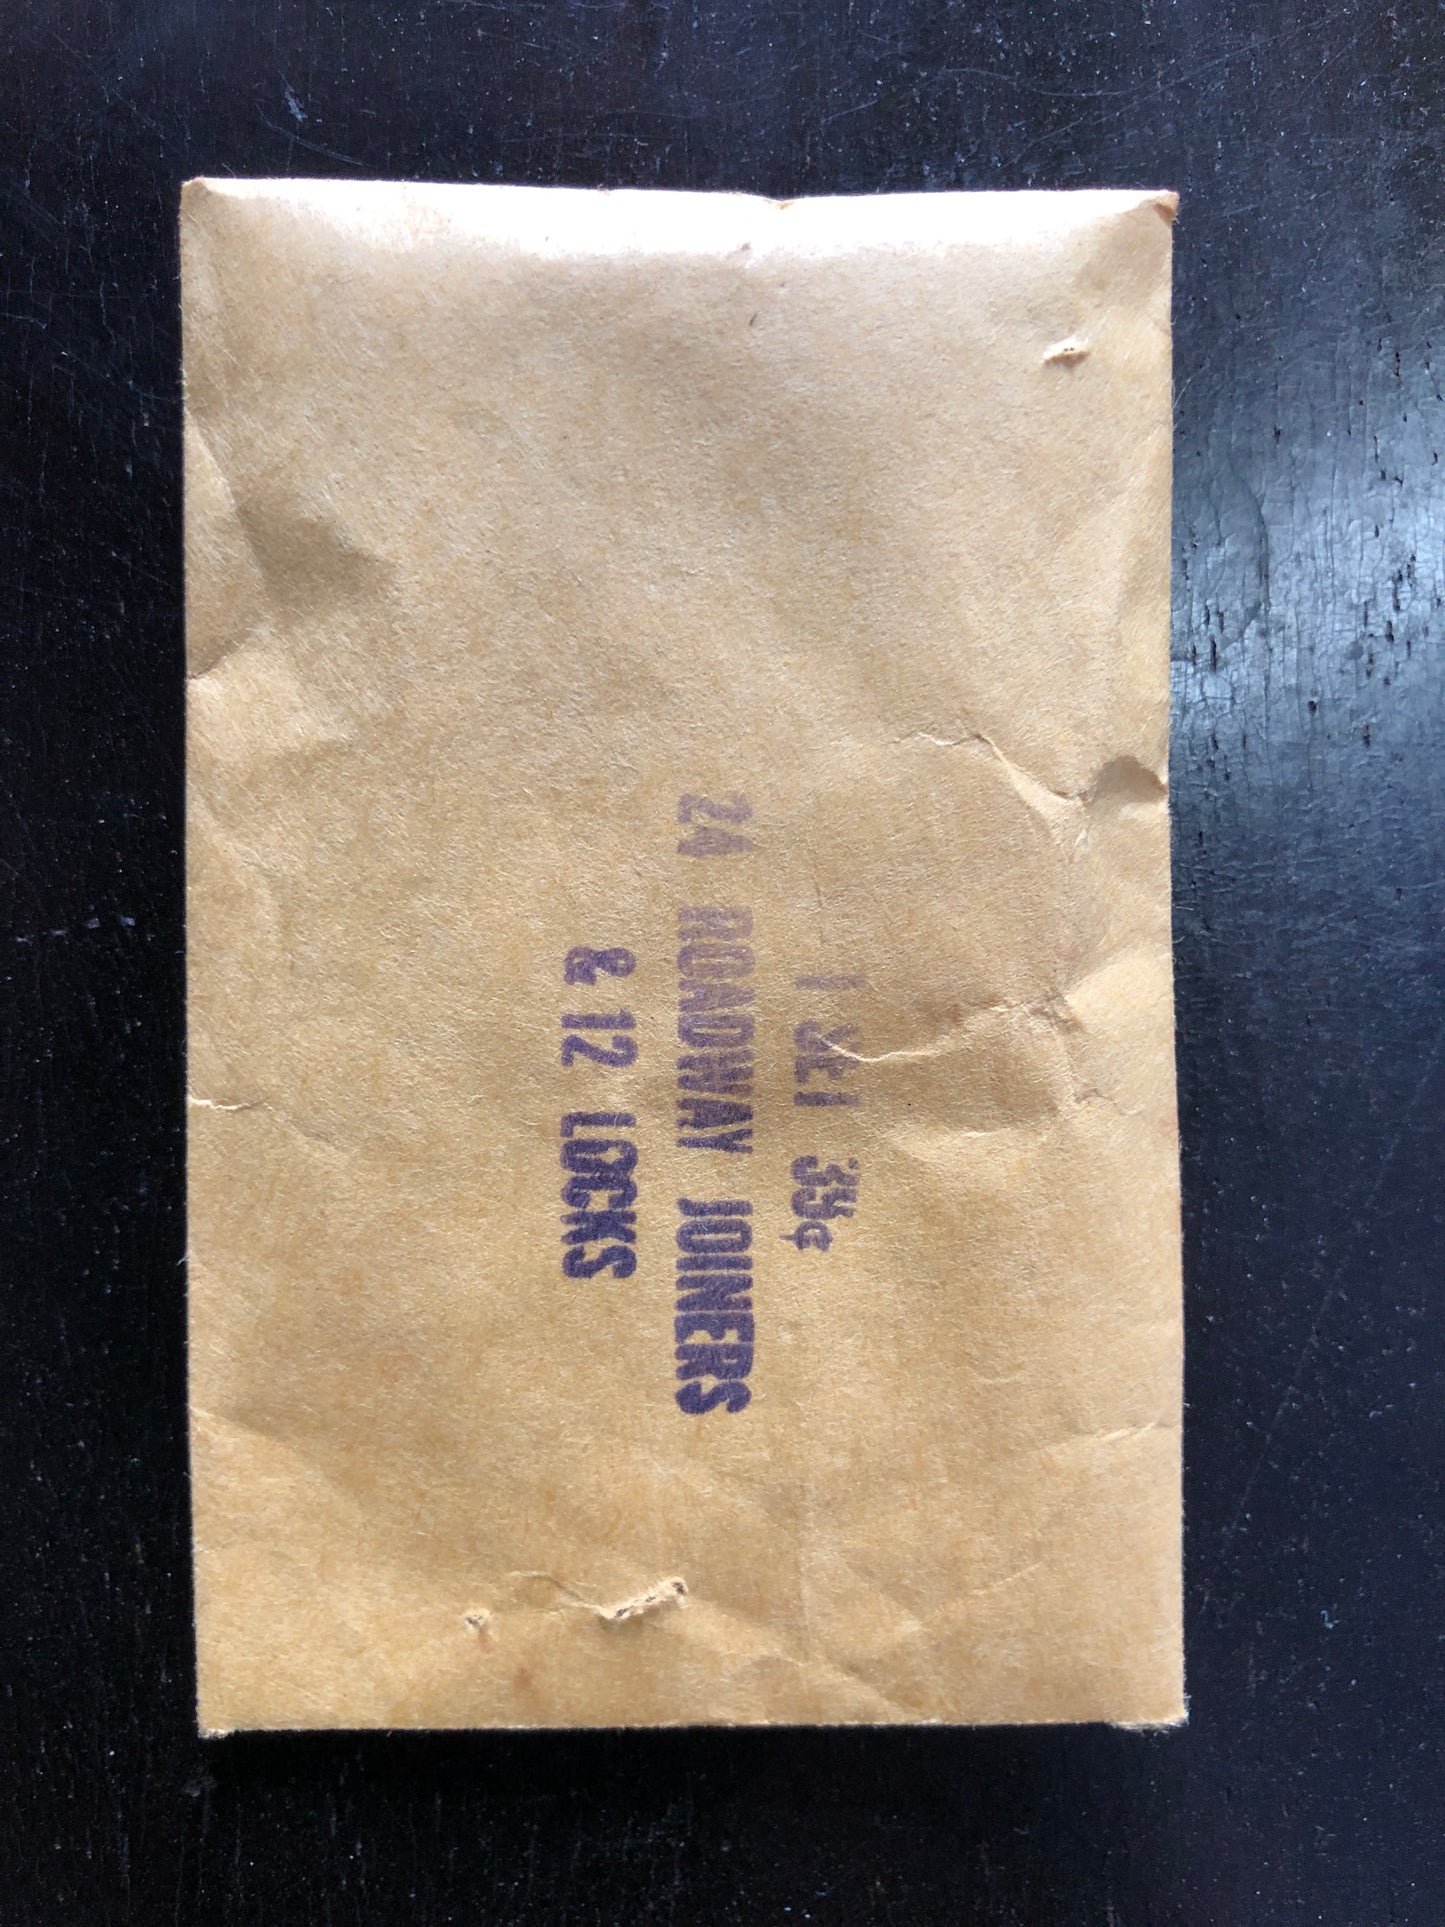 1 SET 35¢
24 ROADWAY JOINERS
& 12 LOCKS